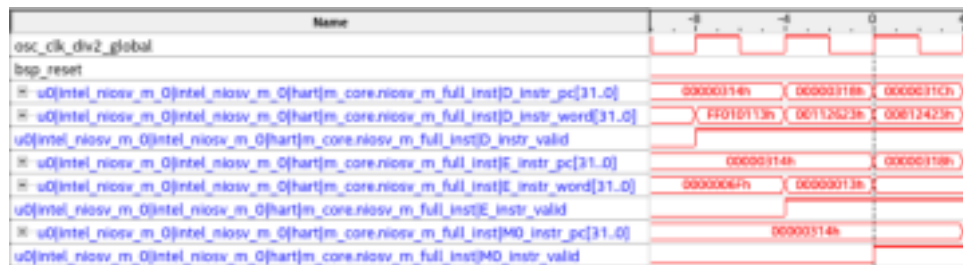 Name -8 -4 0 4
osc_clk_div2_global
bsp_reset
u0|intel_niosv_m_0|intel_niosv_m_0|hart|m_core.niosv_m_full_inst|D_instr_pc[31..0] 00000314h 00000318h 0000031Ch
u0|intel_niosv_m_0|intel_niosv_m_0|hart|m_core.niosv_m_full_inst|D_instr_word[31..0] FF010113h 00112623h 00812423h
u0|intel_niosv_m_0|intel_niosv_m_0|hart|m_core.niosv_m_full_inst|D_instr_valid
u0|intel_niosv_m_0|intel_niosv_m_0|hart|m_core.niosv_m_full_inst|E_instr_pc[31..0] 00000314h 00000318h
u0|intel_niosv_m_0|intel_niosv_m_0|hart|m_core.niosv_m_full_inst|E_instr_word[31..0] 0000006Fh 00000013h
u0|intel_niosv_m_0|intel_niosv_m_0|hart|m_core.niosv_m_full_inst|E_instr_valid
u0|intel_niosv_m_0|intel_niosv_m_0|hart|m_core.niosv_m_full_inst|M0_instr_pc[31..0] 00000314h
u0|intel_niosv_m_0|intel_niosv_m_0|hart|m_core.niosv_m_full_inst|M0_instr_valid